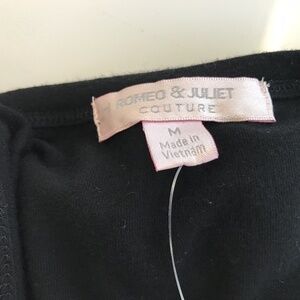 ROMEO & JULIET
COUTURE
M
Made in
Vietnam